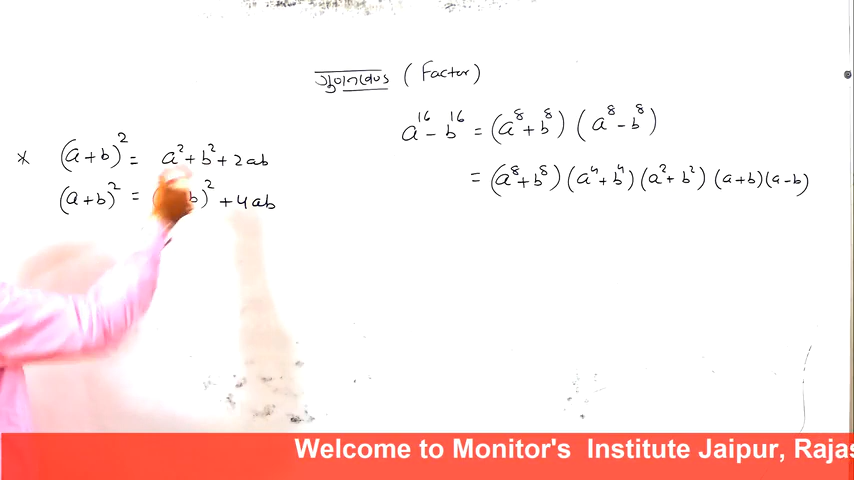 गुणनखण्ड (Factor)
a¹⁶ - b¹⁶ = (a⁸ + b⁸) (a⁸ - b⁸)
= (a⁸ + b⁸) (a⁴ + b⁴) (a² + b²) (a + b) (a - b)
× (a + b)² = a² + b² + 2ab
(a + b)² = ( b)² + 4ab
Welcome to Monitor's Institute Jaipur, Rajas